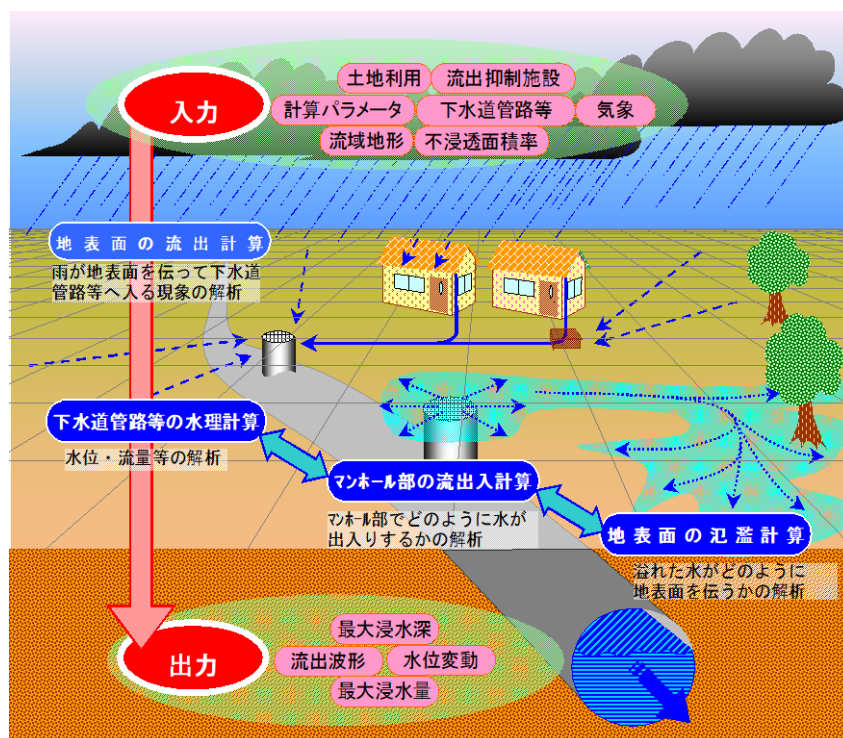 入力
土地利用
流出抑制施設
計算パラメータ
下水道管路等
気象
流域地形
不浸透面積率
地表面の流出計算
雨が地表面を伝って下水道
管路等へ入る現象の解析
下水道管路等の水理計算
水位・流量等の解析
ﾏﾝﾎｰﾙ部の流出入計算
ﾏﾝﾎｰﾙ部でどのように水が
出入りするかの解析
地表面の氾濫計算
溢れた水がどのように
地表面を伝うかの解析
出力
最大浸水深
流出波形
水位変動
最大浸水量